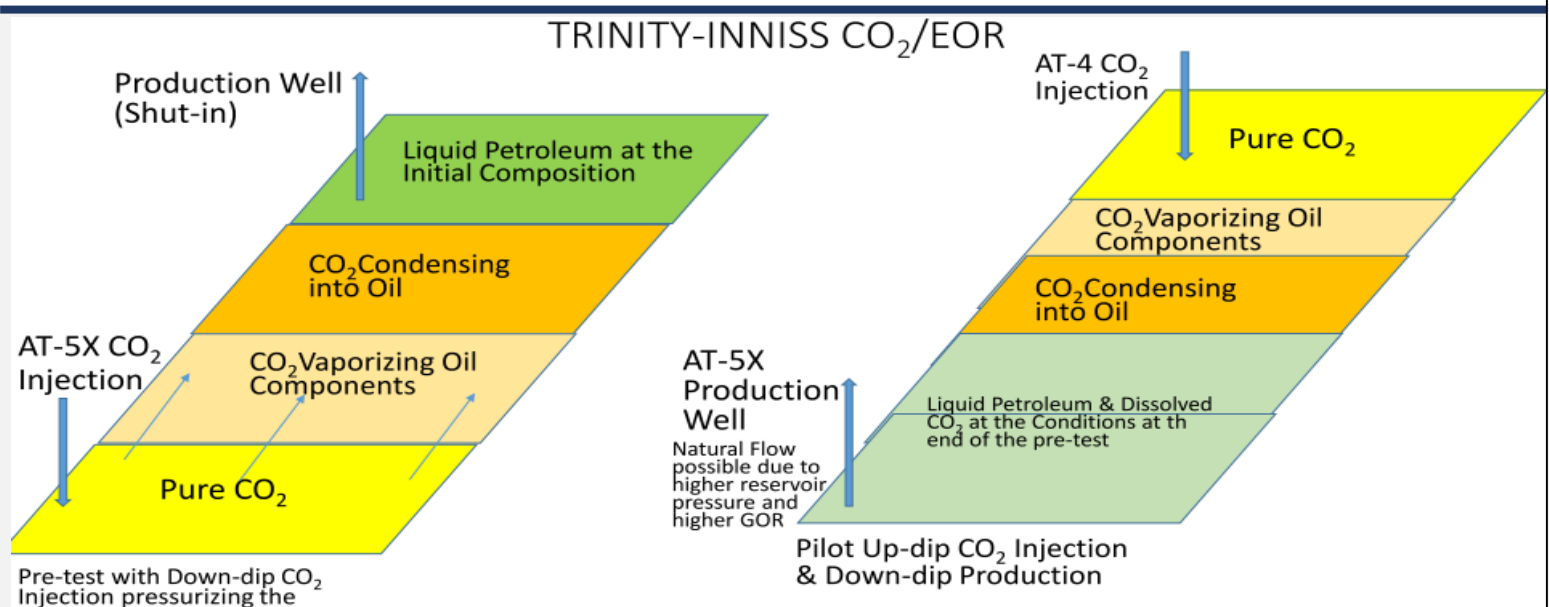 TRINITY-INNISS CO₂/EOR
Production Well
(Shut-in)
Liquid Petroleum at the
Initial Composition
CO₂Condensing
into Oil
AT-5X CO₂
Injection
CO₂Vaporizing Oil
Components
Pure CO₂
Pre-test with Down-dip CO₂
Injection pressurizing the
AT-4 CO₂
Injection
Pure CO₂
CO₂Vaporizing Oil
Components
CO₂Condensing
into Oil
AT-5X
Production
Well
Natural Flow
possible due to
higher reservoir
pressure and
higher GOR
Liquid Petroleum & Dissolved
CO₂ at the Conditions at th
end of the pre-test
Pilot Up-dip CO₂ Injection
& Down-dip Production